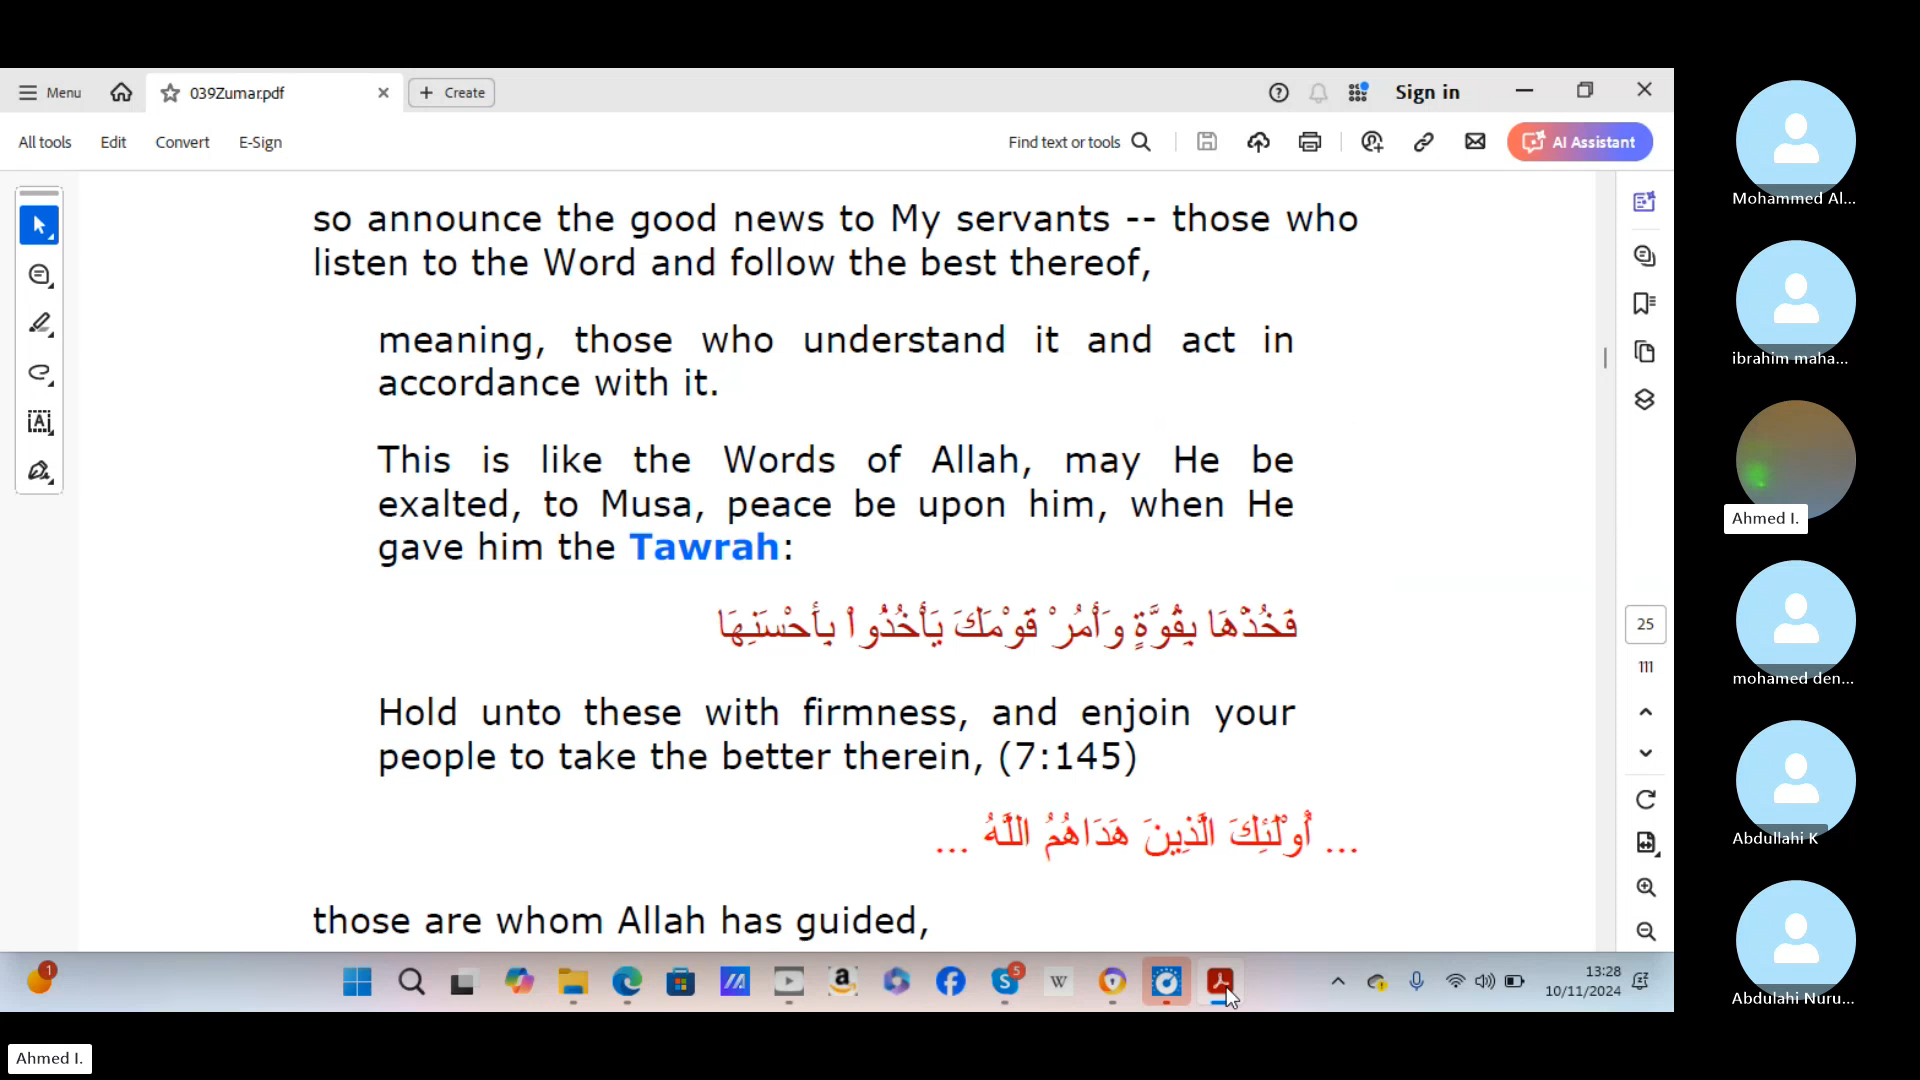 Menu
039Zumar.pdf
Create
Sign in
All tools
Edit
Convert
E-Sign
Find text or tools
AI Assistant
so announce the good news to My servants -- those who
listen to the Word and follow the best thereof,
meaning, those who understand it and act in
accordance with it.
This is like the Words of Allah, may He be
exalted, to Musa, peace be upon him, when He
gave him the Tawrah:
فَخُذْهَا بِقُوَّةٍ وَأْمُرْ قَوْمَكَ يَأْخُذُواْ بِأَحْسَنِهَا
Hold unto these with firmness, and enjoin your
people to take the better therein, (7:145)
... أُوْلَئِكَ الَّذِينَ هَدَاهُمُ اللَّهُ ...
those are whom Allah has guided,
25
111
1
5
W
13:28
10/11/2024
Mohammed Al...
ibrahim maha...
Ahmed I.
mohamed den...
Abdullahi K
Abdulahi Nuru...
Ahmed I.